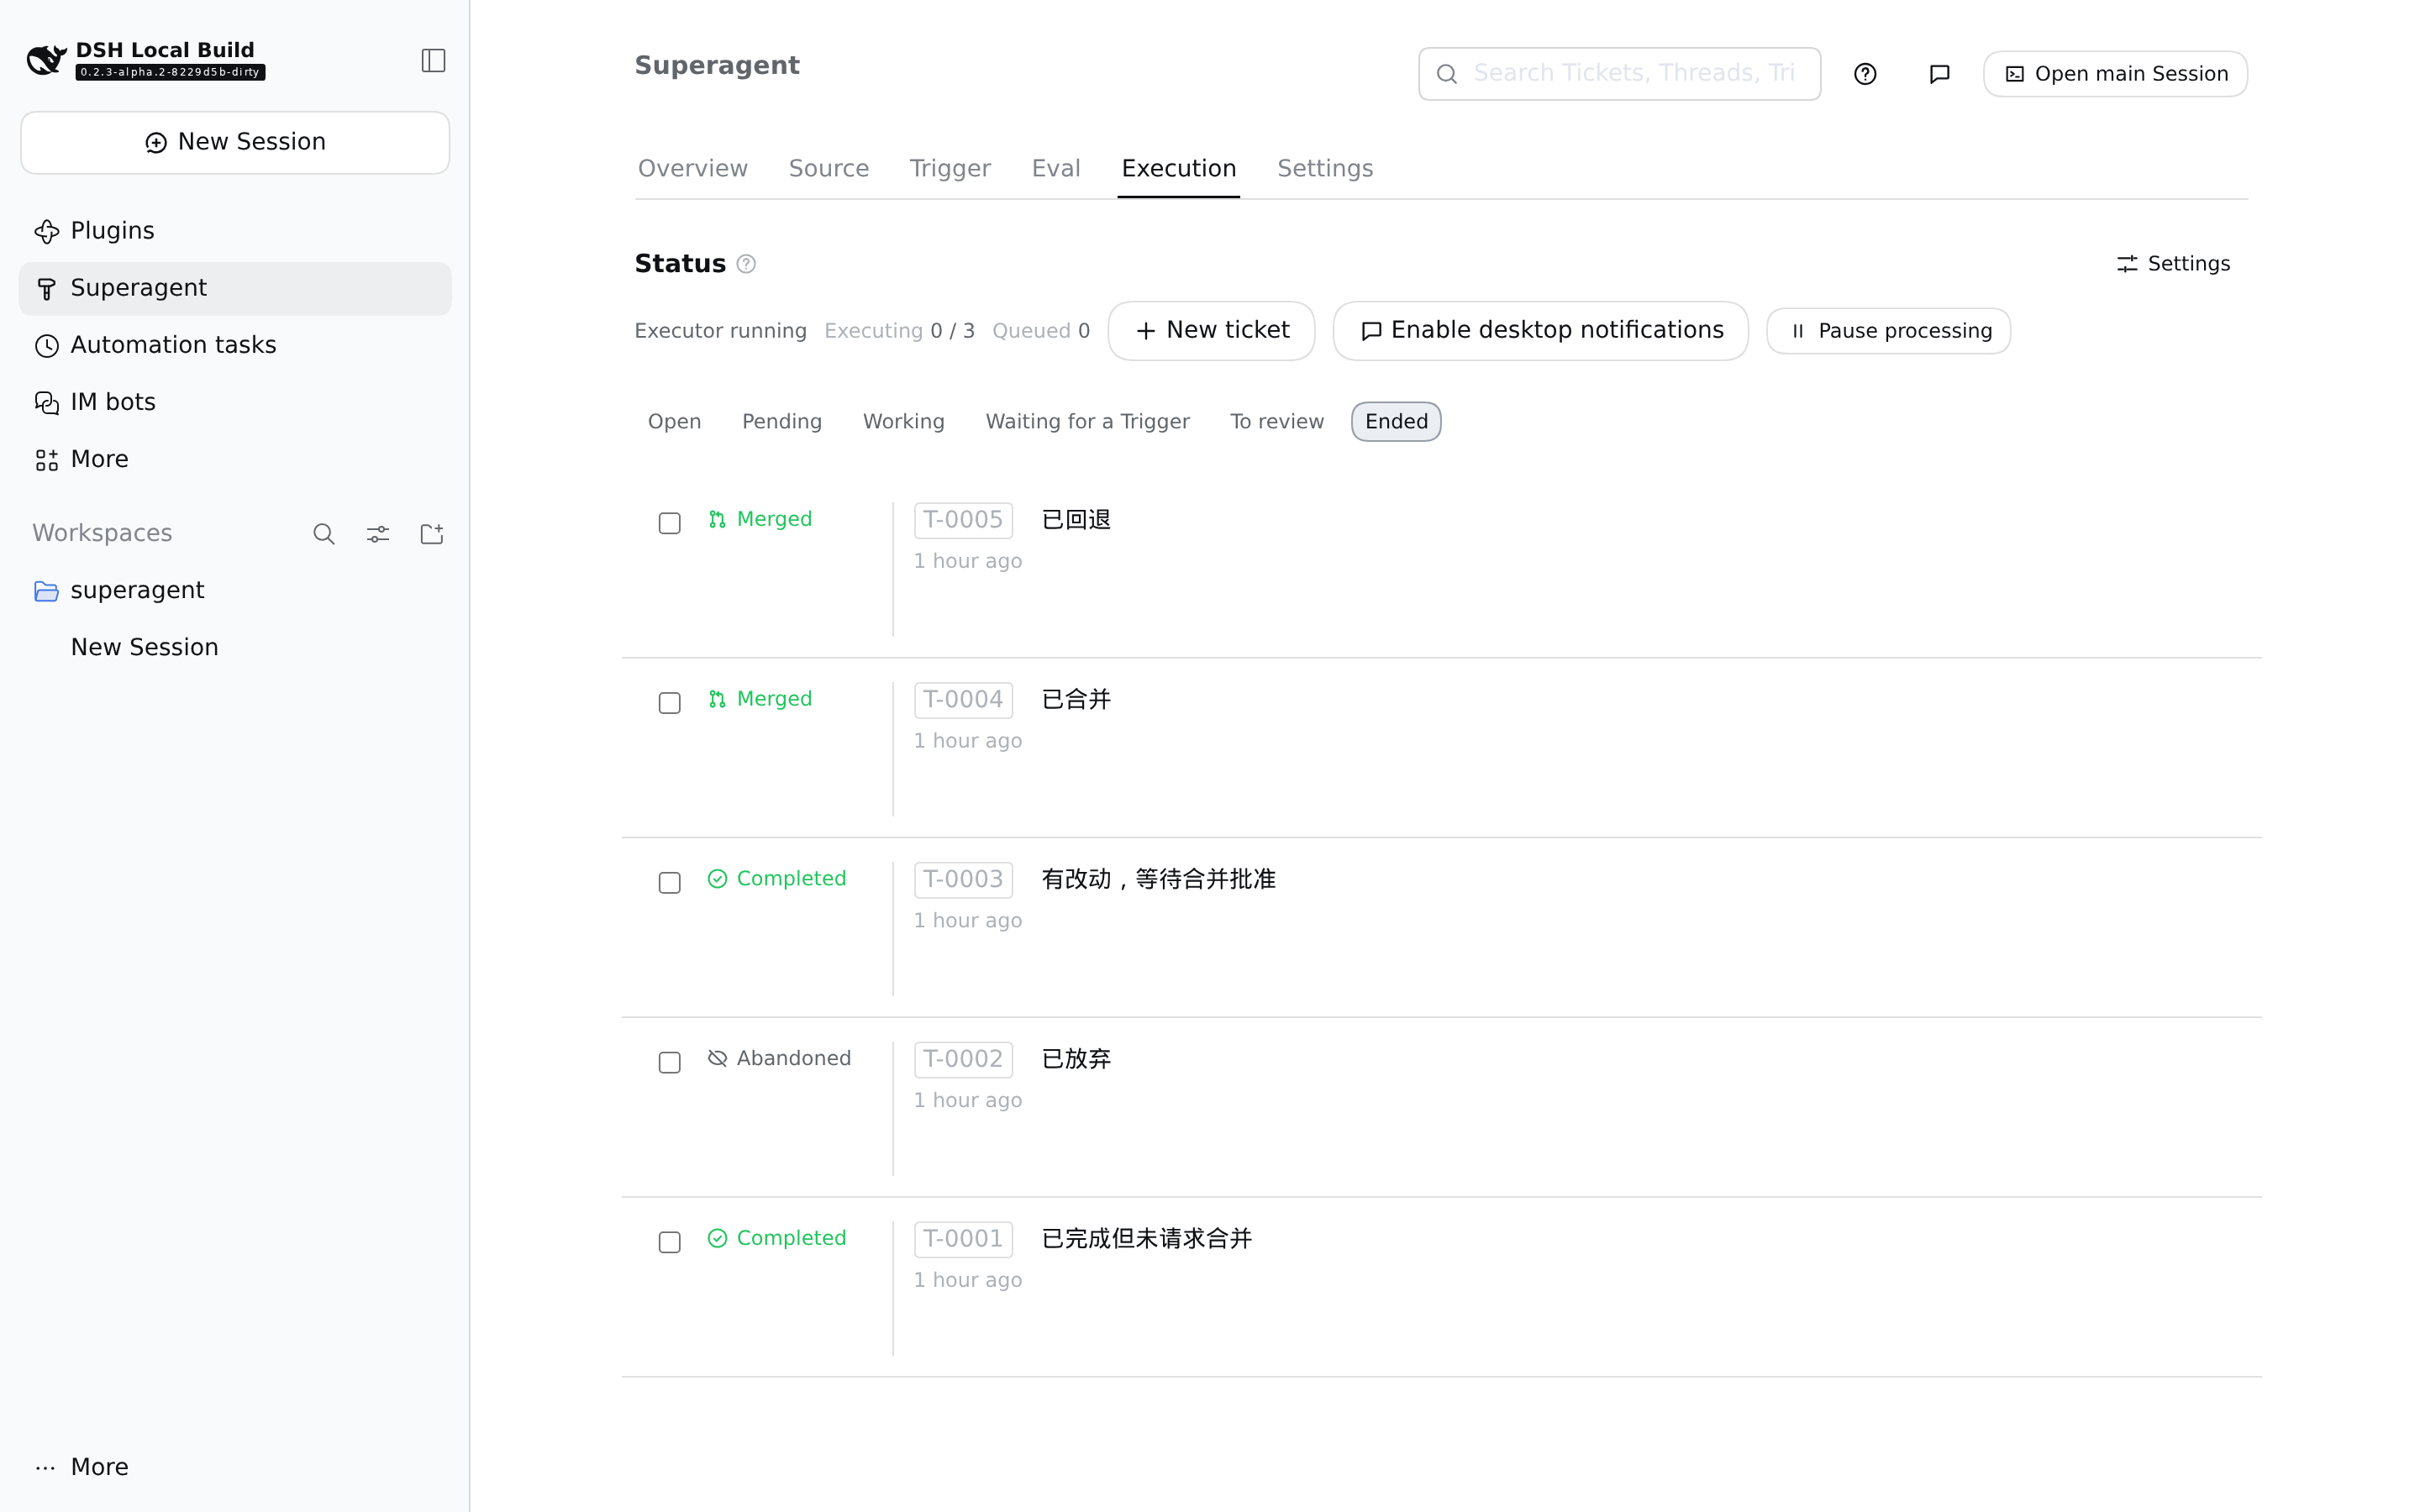 DSH Local Build
0.2.3-alpha.2-8229d5b-dirty
New Session
Plugins
Superagent
Automation tasks
IM bots
More
Workspaces
superagent
New Session
More
Superagent
Search Tickets, Threads, Tri
Open main Session
Overview Source Trigger Eval Execution Settings
Status
Settings
Executor running Executing 0 / 3 Queued 0 New ticket Enable desktop notifications Pause processing
Open Pending Working Waiting for a Trigger To review Ended
Merged T-0005 已回退
1 hour ago
Merged T-0004 已合并
1 hour ago
Completed T-0003 有改动，等待合并批准
1 hour ago
Abandoned T-0002 已放弃
1 hour ago
Completed T-0001 已完成但未请求合并
1 hour ago